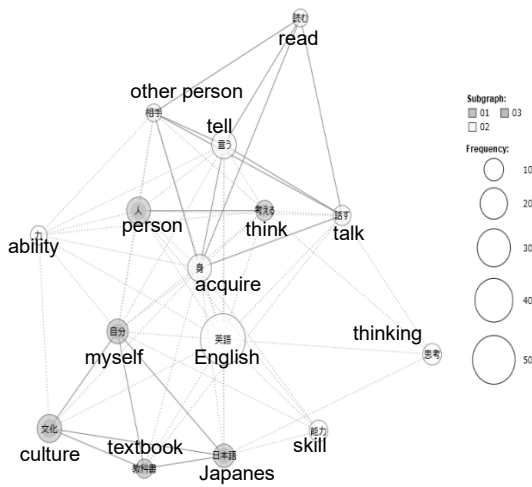 読む
read
other person
相手
tell
言う
人
person
考える
think
話す
talk
力
ability
身
acquire
自分
myself
英語
English
thinking
思考
文化
culture
textbook
教科書
日本語
Japanes
能力
skill
Subgraph:
01 03
02
Frequency:
10
20
30
40
50